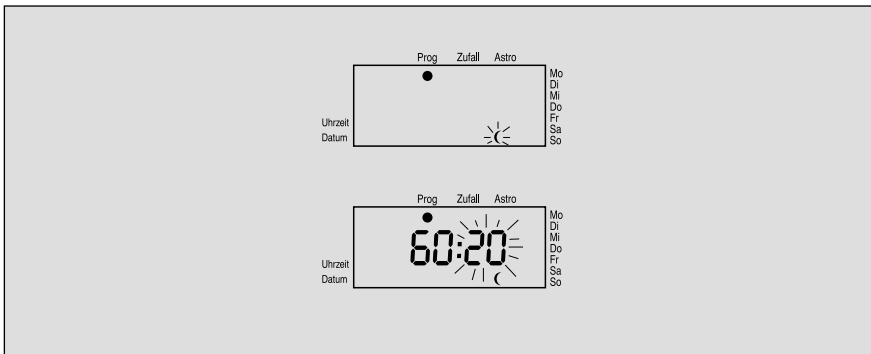 Prog Zufall Astro
Mo
Di
Mi
Do
Fr
Sa
So
Uhrzeit
Datum
Prog Zufall Astro
60:20
Mo
Di
Mi
Do
Fr
Sa
So
Uhrzeit
Datum